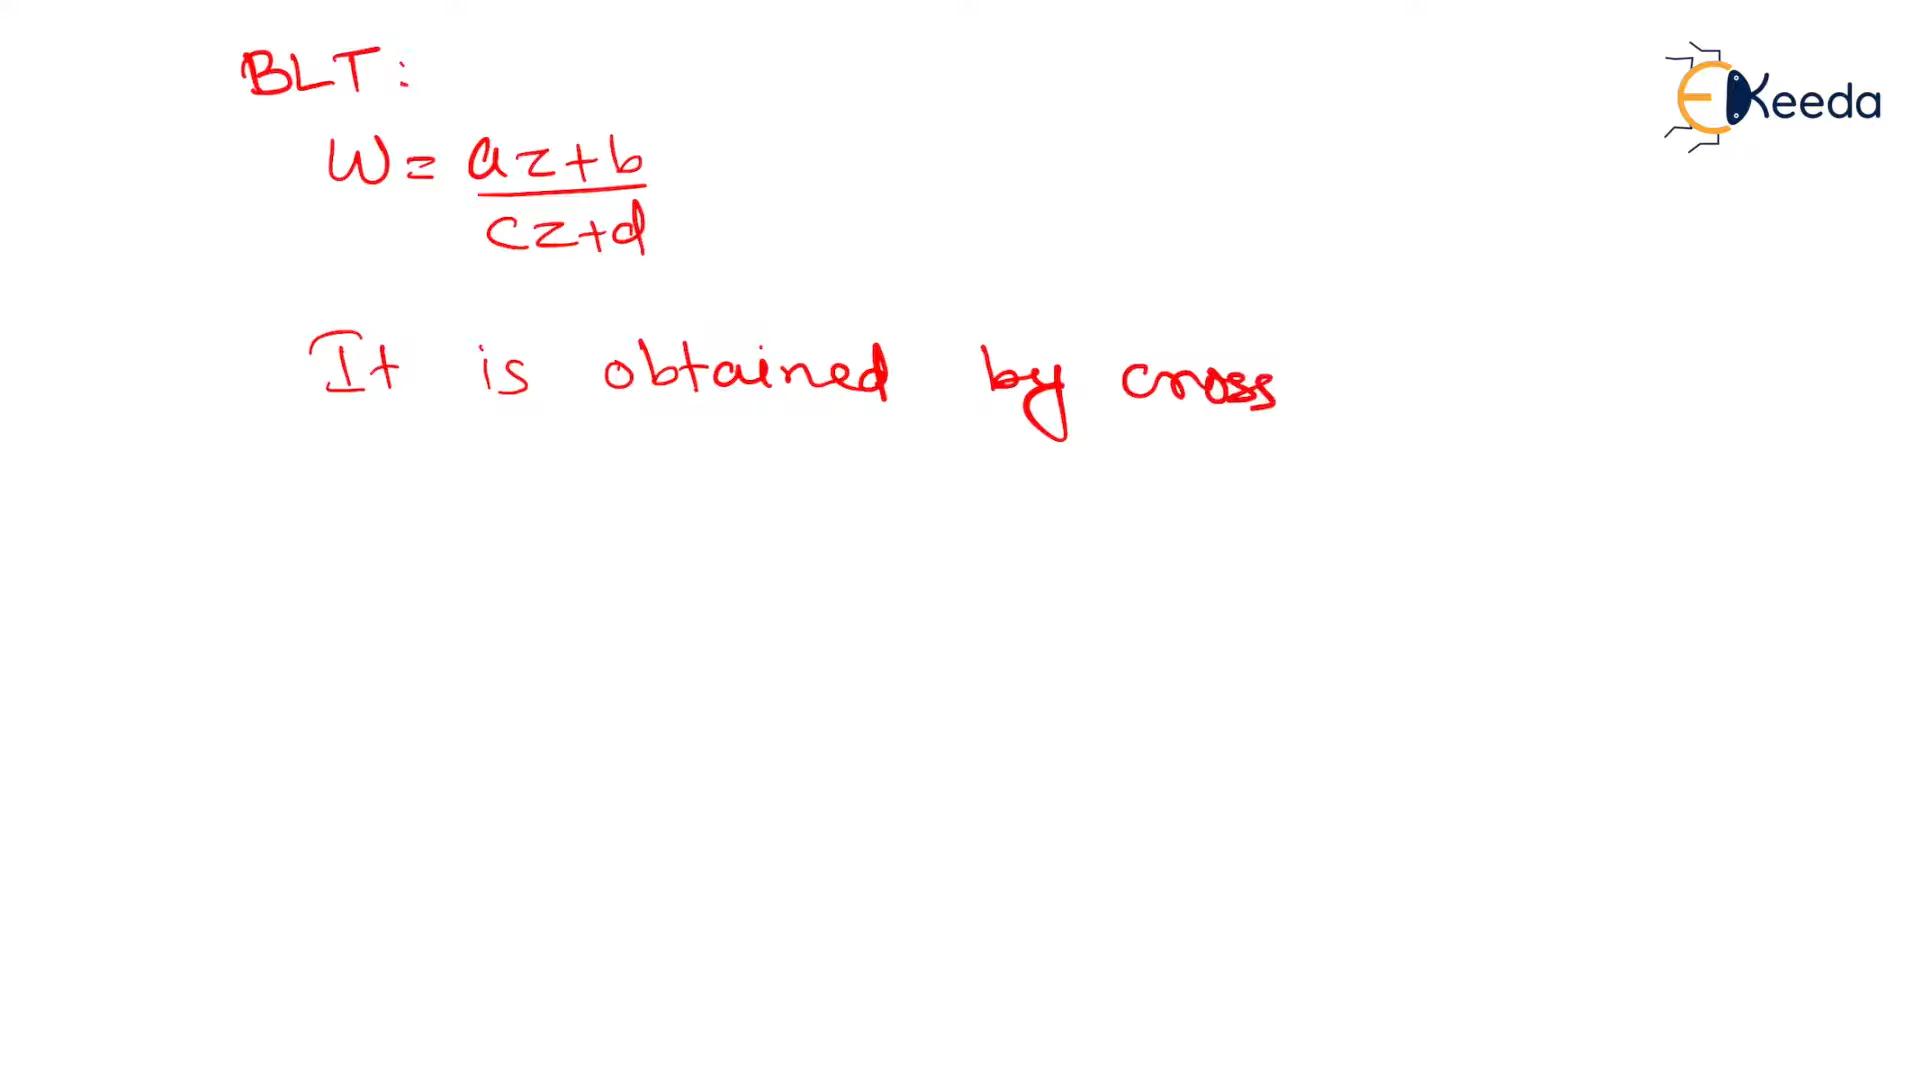 BLT:
EKeeda
W = az+b
cz+d
It is obtained by cross